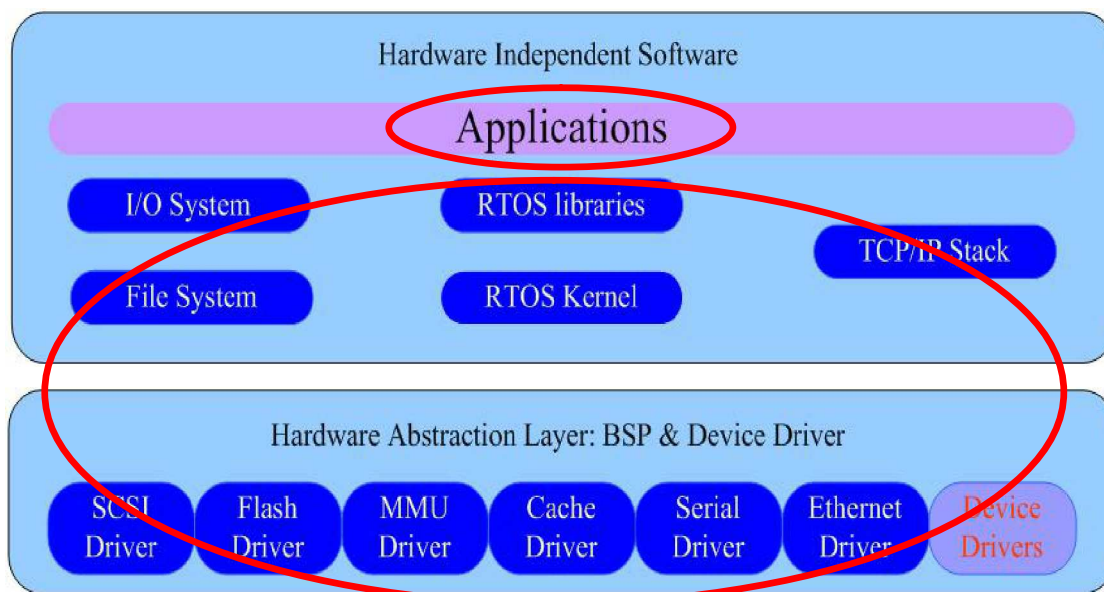 Hardware Independent Software
Applications
I/O System
RTOS libraries
TCP/IP Stack
File System
RTOS Kernel
Hardware Abstraction Layer: BSP & Device Driver
SCSI
Driver
Flash
Driver
MMU
Driver
Cache
Driver
Serial
Driver
Ethernet
Driver
Device
Drivers